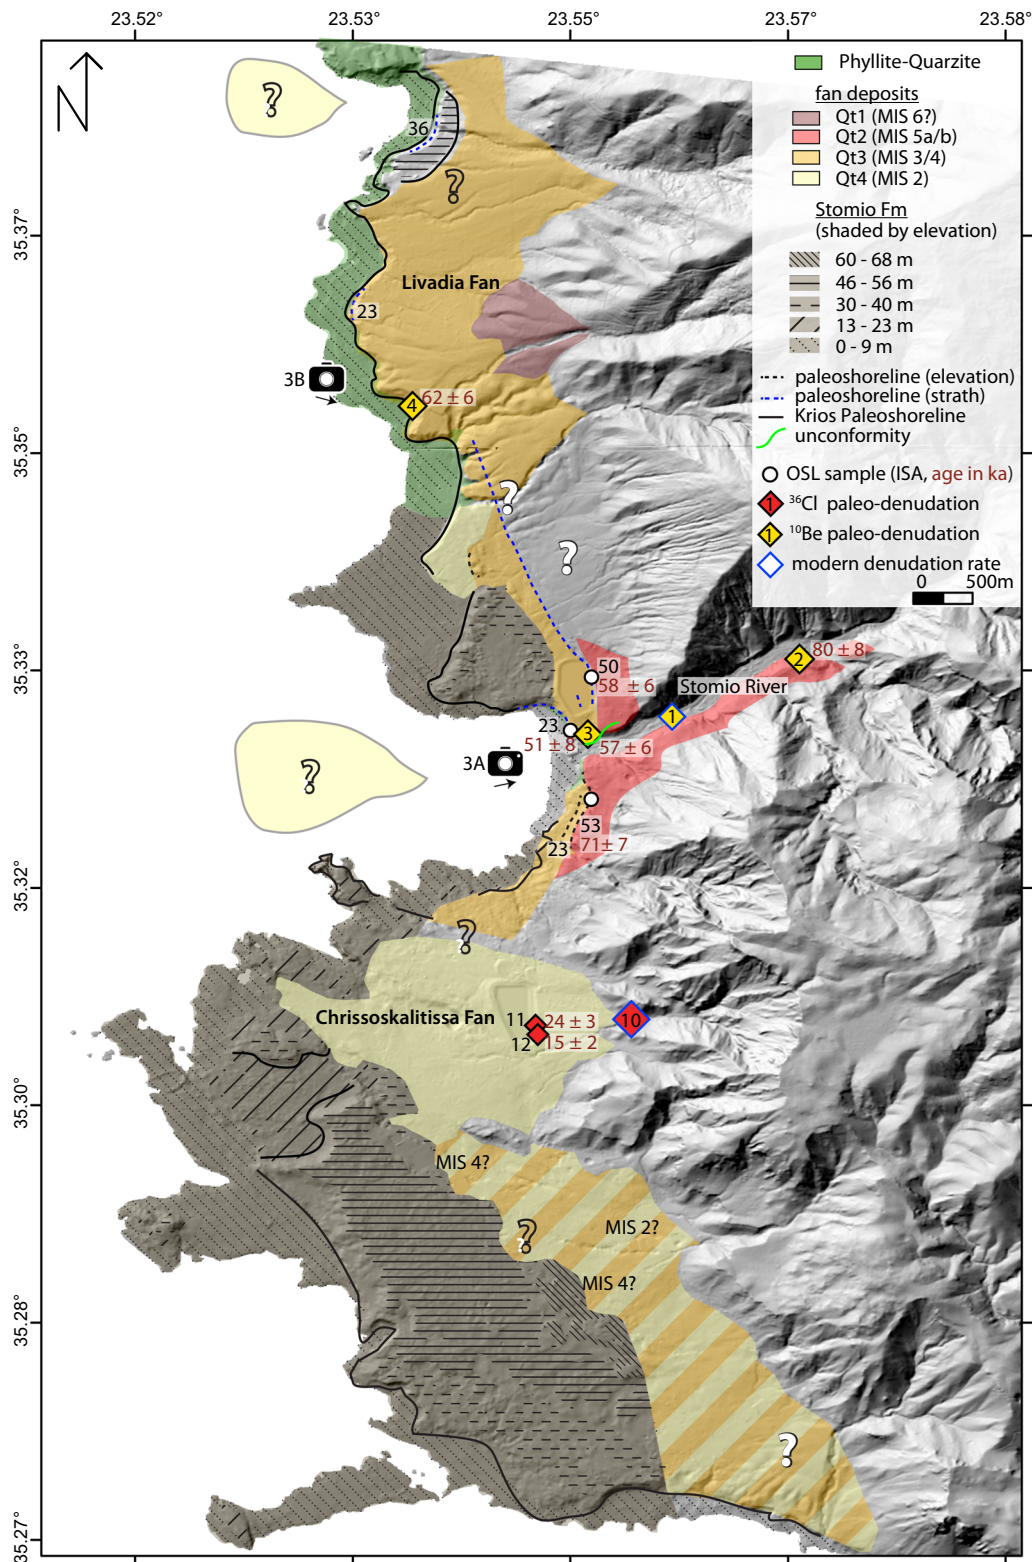 23.52°
23.53°
23.55°
23.57°
23.58°
N
?
36
?
Phyllite-Quarzite
fan deposits
Qt1 (MIS 6?)
Qt2 (MIS 5a/b)
Qt3 (MIS 3/4)
Qt4 (MIS 2)
Stomio Fm
(shaded by elevation)
60 - 68 m
46 - 56 m
30 - 40 m
13 - 23 m
0 - 9 m
paleoshoreline (elevation)
paleoshoreline (strath)
Krios Paleoshoreline
unconformity
OSL sample (ISA, age in ka)
1 36Cl paleo-denudation
1 10Be paleo-denudation
modern denudation rate
0 500m
35.37°
Livadia Fan
23
3B
4 62 ± 6
35.35°
?
?
35.33°
50
58 ± 6
2 80 ± 8
Stomio River
1
23
51 ± 8
3
57 ± 6
3A
?
53
71± 7
23
35.32°
?
Chrissoskalitissa Fan
11 24 ± 3
12 15 ± 2
10
35.30°
MIS 4?
?
MIS 2?
MIS 4?
35.28°
?
35.27°